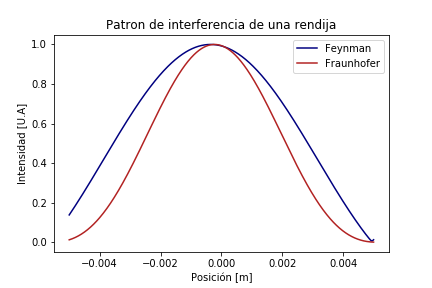 Patron de interferencia de una rendija
Feynman
Fraunhofer
Intensidad [U.A]
1.0
0.8
0.6
0.4
0.2
0.0
−0.004
−0.002
0.000
0.002
0.004
Posición [m]